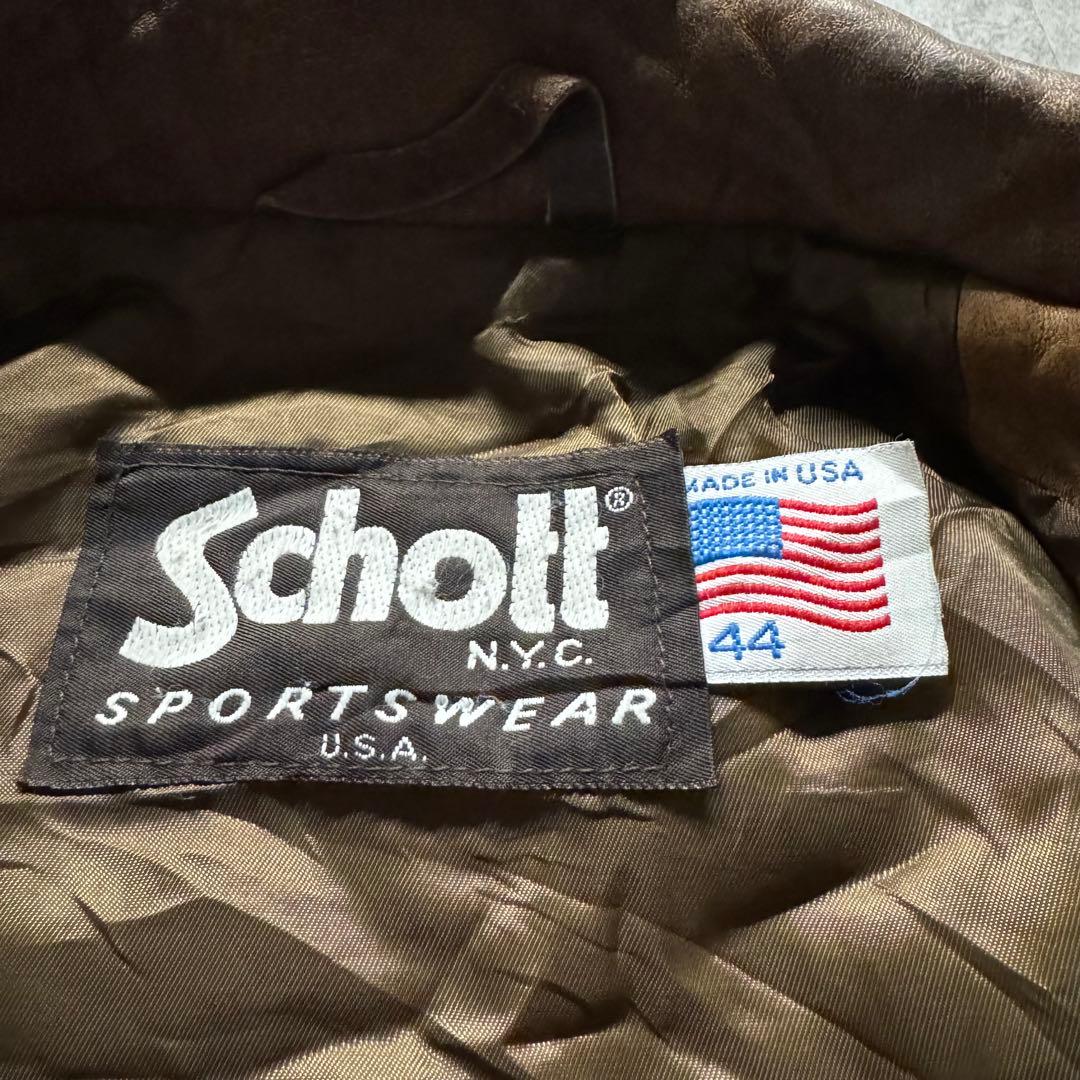 Schott®
N.Y.C.
SPORTSWEAR
U.S.A.
MADE IN USA
44